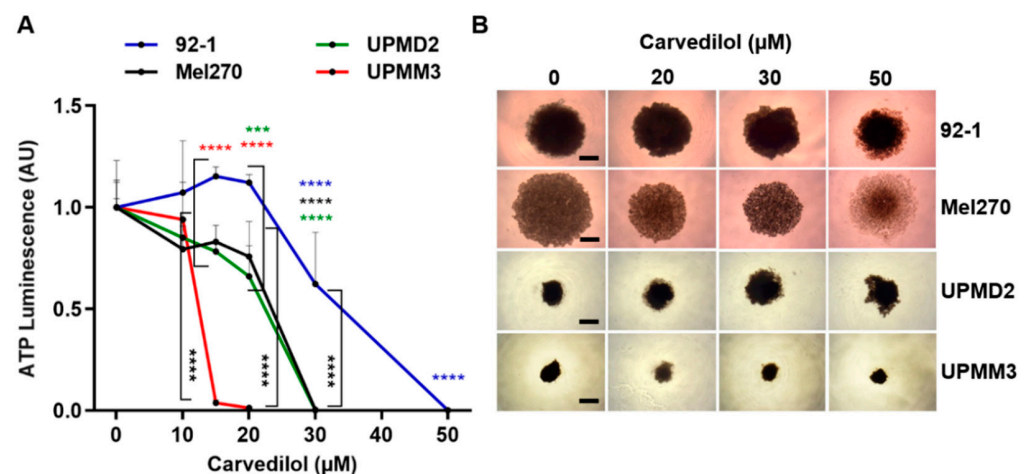 A
92-1
UPMD2
Mel270
UPMM3
ATP Luminescence (AU)
1.5
1.0
0.5
0.0
***
****
****
****
****
****
****
****
****
****
0
10
20
30
40
50
Carvedilol (µM)
B
Carvedilol (µM)
0 20 30 50
92-1
Mel270
UPMD2
UPMM3